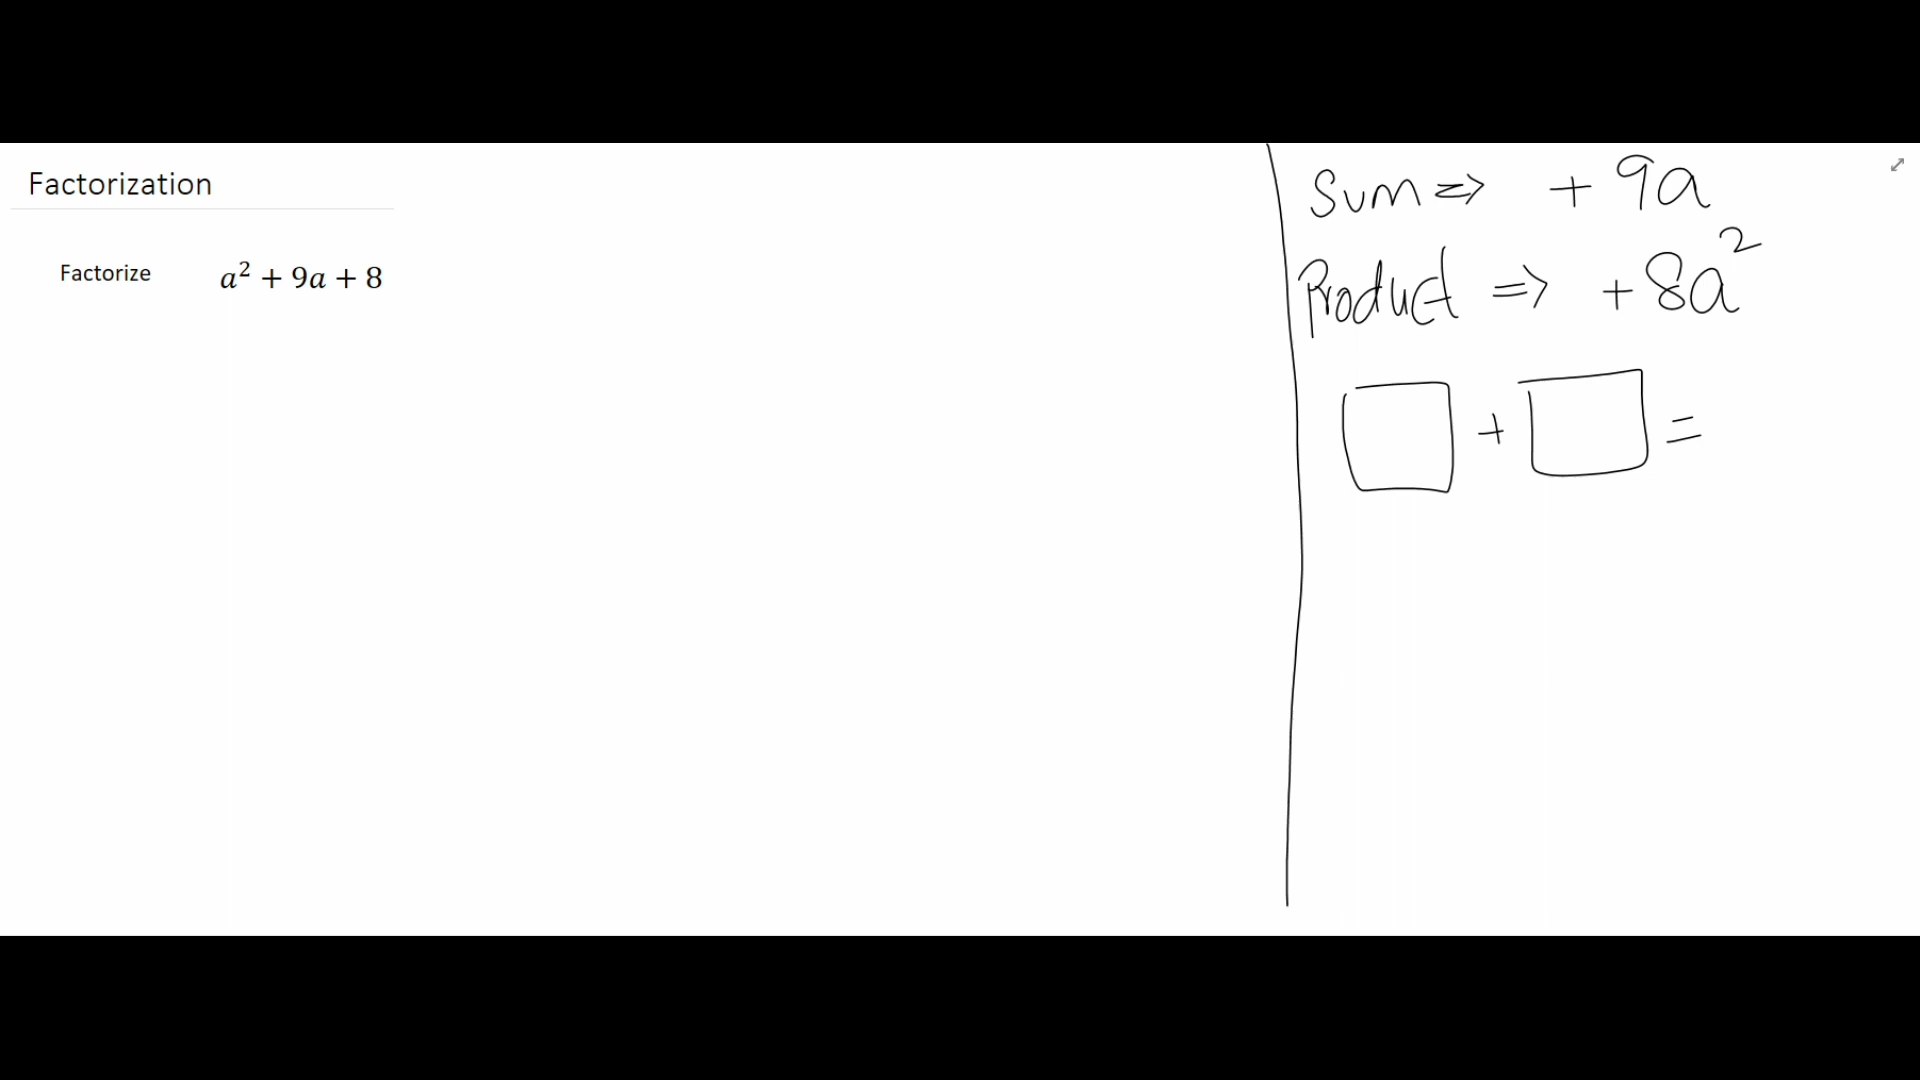 Factorization
Factorize a² + 9a + 8
Sum ⇒ + 9a
Product ⇒ + 8a²
□ + □ =